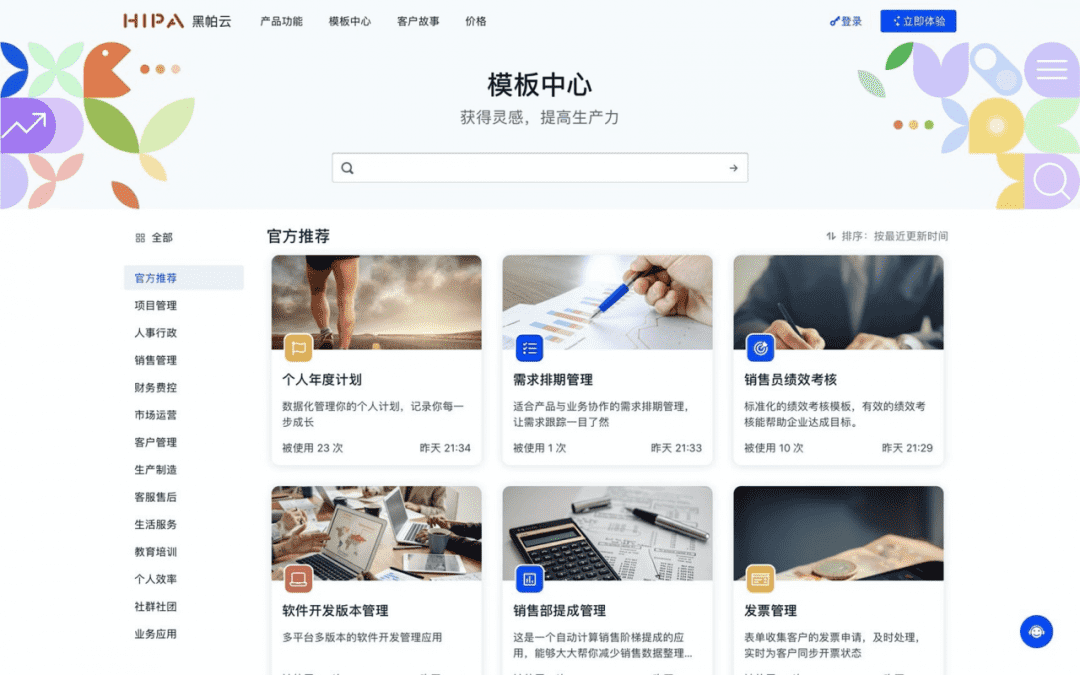 HIPA 黑帕云
产品功能
模板中心
客户故事
价格
登录
立即体验
模板中心
获得灵感，提高生产力
全部
官方推荐
项目管理
人事行政
销售管理
财务费控
市场运营
客户管理
生产制造
客服售后
生活服务
教育培训
个人效率
社群社团
业务应用
官方推荐
排序：按最近更新时间
个人年度计划
数据化管理你的个人计划，记录你每一
步成长
被使用 23 次
昨天 21:34
需求排期管理
适合产品与业务协作的需求排期管理，
让需求跟踪一目了然
被使用 1 次
昨天 21:33
销售员绩效考核
标准化的绩效考核模板，有效的绩效考
核能帮助企业达成目标。
被使用 10 次
昨天 21:29
软件开发版本管理
多平台多版本的软件开发管理应用
销售部提成管理
这是一个自动计算销售阶梯提成的应
用，能够大大帮你减少销售数据整理...
发票管理
表单收集客户的发票申请，及时处理，
实时为客户同步开票状态